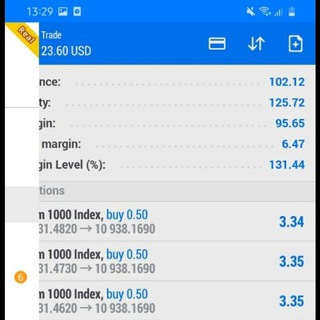 13:29
Real
Trade
23.60 USD
nce: 102.12
ty: 125.72
gin: 95.65
margin: 6.47
gin Level (%): 131.44
tions
m 1000 Index, buy 0.50
31.4820 → 10 938.1690
3.34
m 1000 Index, buy 0.50
31.4730 → 10 938.1690
3.35
m 1000 Index, buy 0.50
31.4620 → 10 938.1690
3.35
6